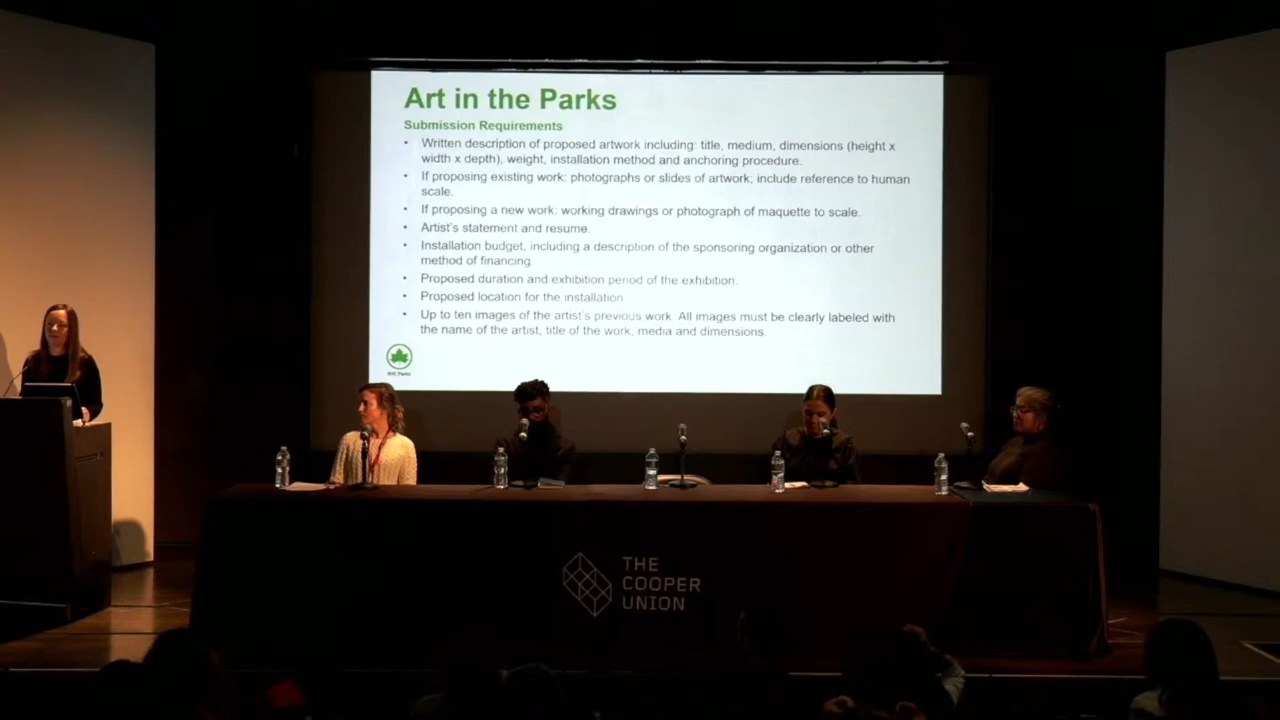 Art in the Parks
Submission Requirements
• Written description of proposed artwork including: title, medium, dimensions (height x
width x depth), weight, installation method and anchoring procedure.
• If proposing existing work: photographs or slides of artwork; include reference to human
scale.
• If proposing a new work: working drawings or photograph of maquette to scale.
• Artist's statement and resume.
• Installation budget, including a description of the sponsoring organization or other
method of financing
• Proposed duration and exhibition period of the exhibition.
• Proposed location for the installation
• Up to ten images of the artist's previous work. All images must be clearly labeled with
the name of the artist, title of the work, media and dimensions.
NYC Parks
THE
COOPER
UNION